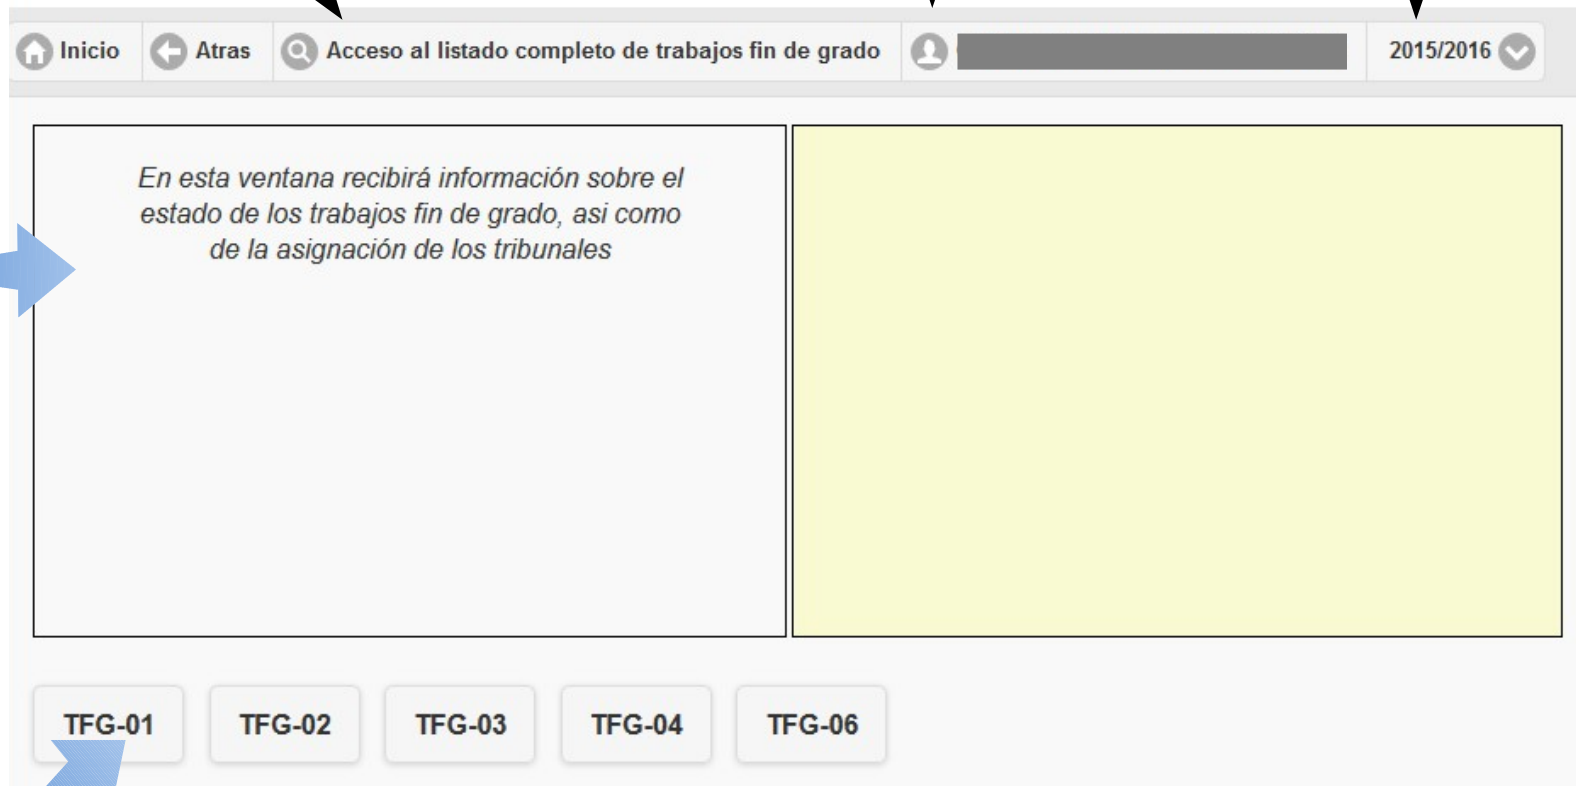 Inicio Atras Acceso al listado completo de trabajos fin de grado 2015/2016
En esta ventana recibirá información sobre el
estado de los trabajos fin de grado, asi como
de la asignación de los tribunales
TFG-01 TFG-02 TFG-03 TFG-04 TFG-06